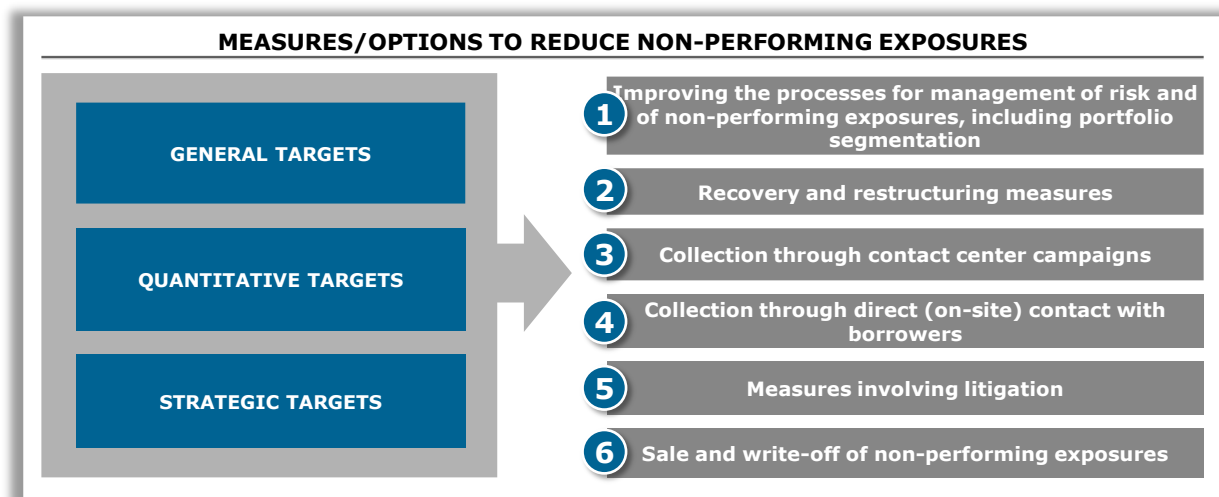 MEASURES/OPTIONS TO REDUCE NON-PERFORMING EXPOSURES
GENERAL TARGETS
QUANTITATIVE TARGETS
STRATEGIC TARGETS
1
Improving the processes for management of risk and
of non-performing exposures, including portfolio
segmentation
2
Recovery and restructuring measures
3
Collection through contact center campaigns
4
Collection through direct (on-site) contact with
borrowers
5
Measures involving litigation
6
Sale and write-off of non-performing exposures